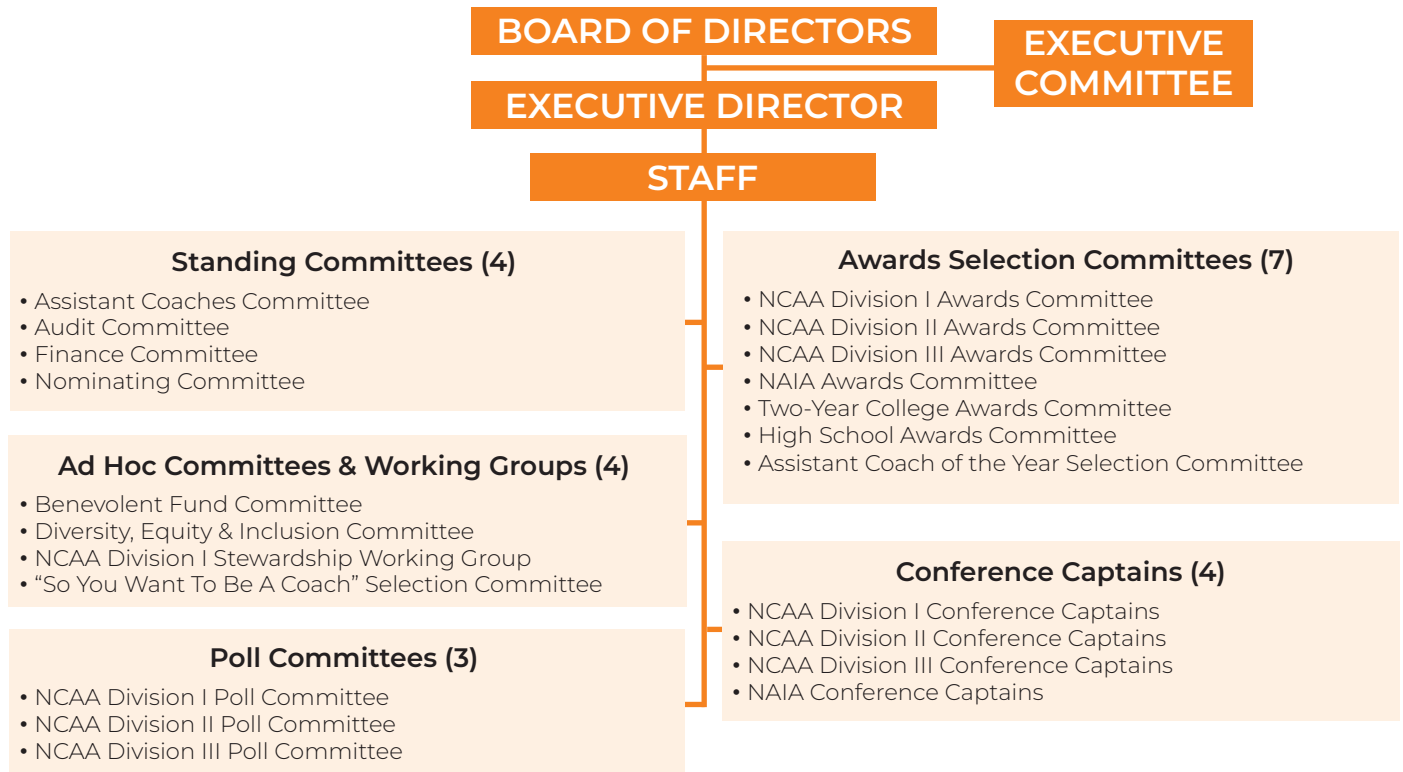 BOARD OF DIRECTORS
EXECUTIVE
COMMITTEE
EXECUTIVE DIRECTOR
STAFF
Standing Committees (4)
• Assistant Coaches Committee
• Audit Committee
• Finance Committee
• Nominating Committee
Ad Hoc Committees & Working Groups (4)
• Benevolent Fund Committee
• Diversity, Equity & Inclusion Committee
• NCAA Division I Stewardship Working Group
• “So You Want To Be A Coach” Selection Committee
Poll Committees (3)
• NCAA Division I Poll Committee
• NCAA Division II Poll Committee
• NCAA Division III Poll Committee
Awards Selection Committees (7)
• NCAA Division I Awards Committee
• NCAA Division II Awards Committee
• NCAA Division III Awards Committee
• NAIA Awards Committee
• Two-Year College Awards Committee
• High School Awards Committee
• Assistant Coach of the Year Selection Committee
Conference Captains (4)
• NCAA Division I Conference Captains
• NCAA Division II Conference Captains
• NCAA Division III Conference Captains
• NAIA Conference Captains